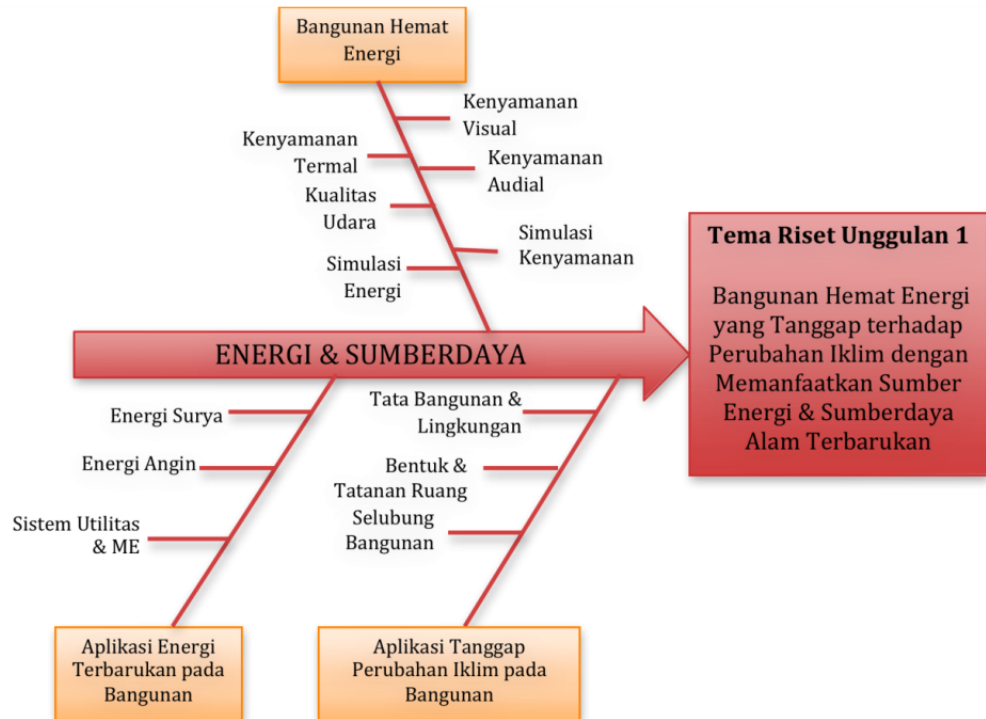 Bangunan Hemat
Energi
Kenyamanan
Visual
Kenyamanan
Termal
Kenyamanan
Audial
Kualitas
Udara
Simulasi
Kenyamanan
Simulasi
Energi
Tema Riset Unggulan 1
Bangunan Hemat Energi
yang Tanggap terhadap
Perubahan Iklim dengan
Memanfaatkan Sumber
Energi & Sumberdaya
Alam Terbarukan
ENERGI & SUMBERDAYA
Energi Surya
Energi Angin
Sistem Utilitas
& ME
Tata Bangunan &
Lingkungan
Bentuk &
Tatanan Ruang
Selubung
Bangunan
Aplikasi Energi
Terbarukan pada
Bangunan
Aplikasi Tanggap
Perubahan Iklim pada
Bangunan